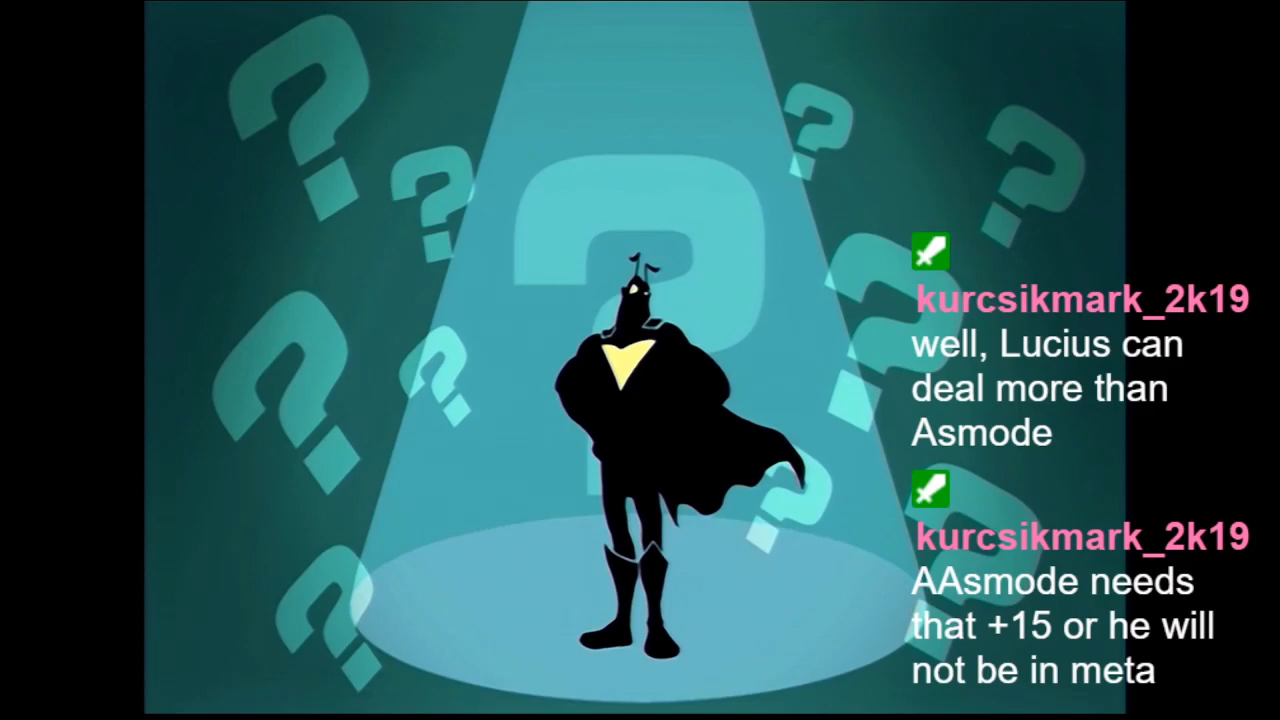 kurcsikmark_2k19
well, Lucius can
deal more than
Asmode
kurcsikmark_2k19
AAsmode needs
that +15 or he will
not be in meta